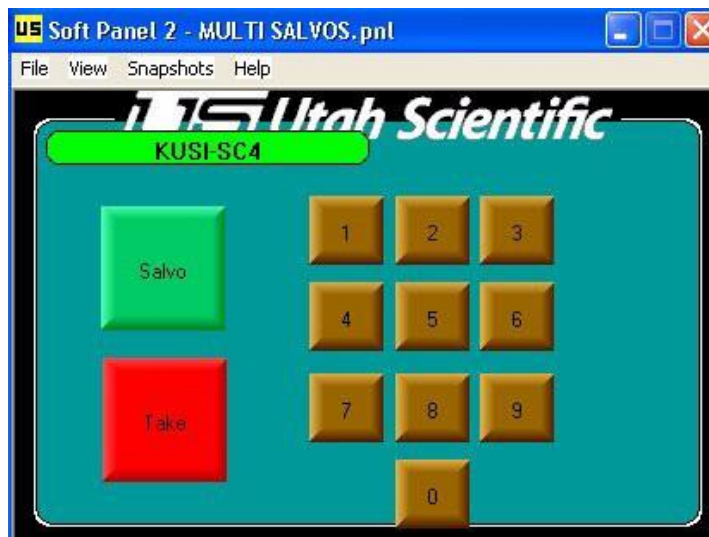 US Soft Panel 2 - MULTI SALVOS.pnl
File View Snapshots Help
US Utah Scientific
KUSI-SC4
Salvo
1 2 3
4 5 6
Take
7 8 9
0